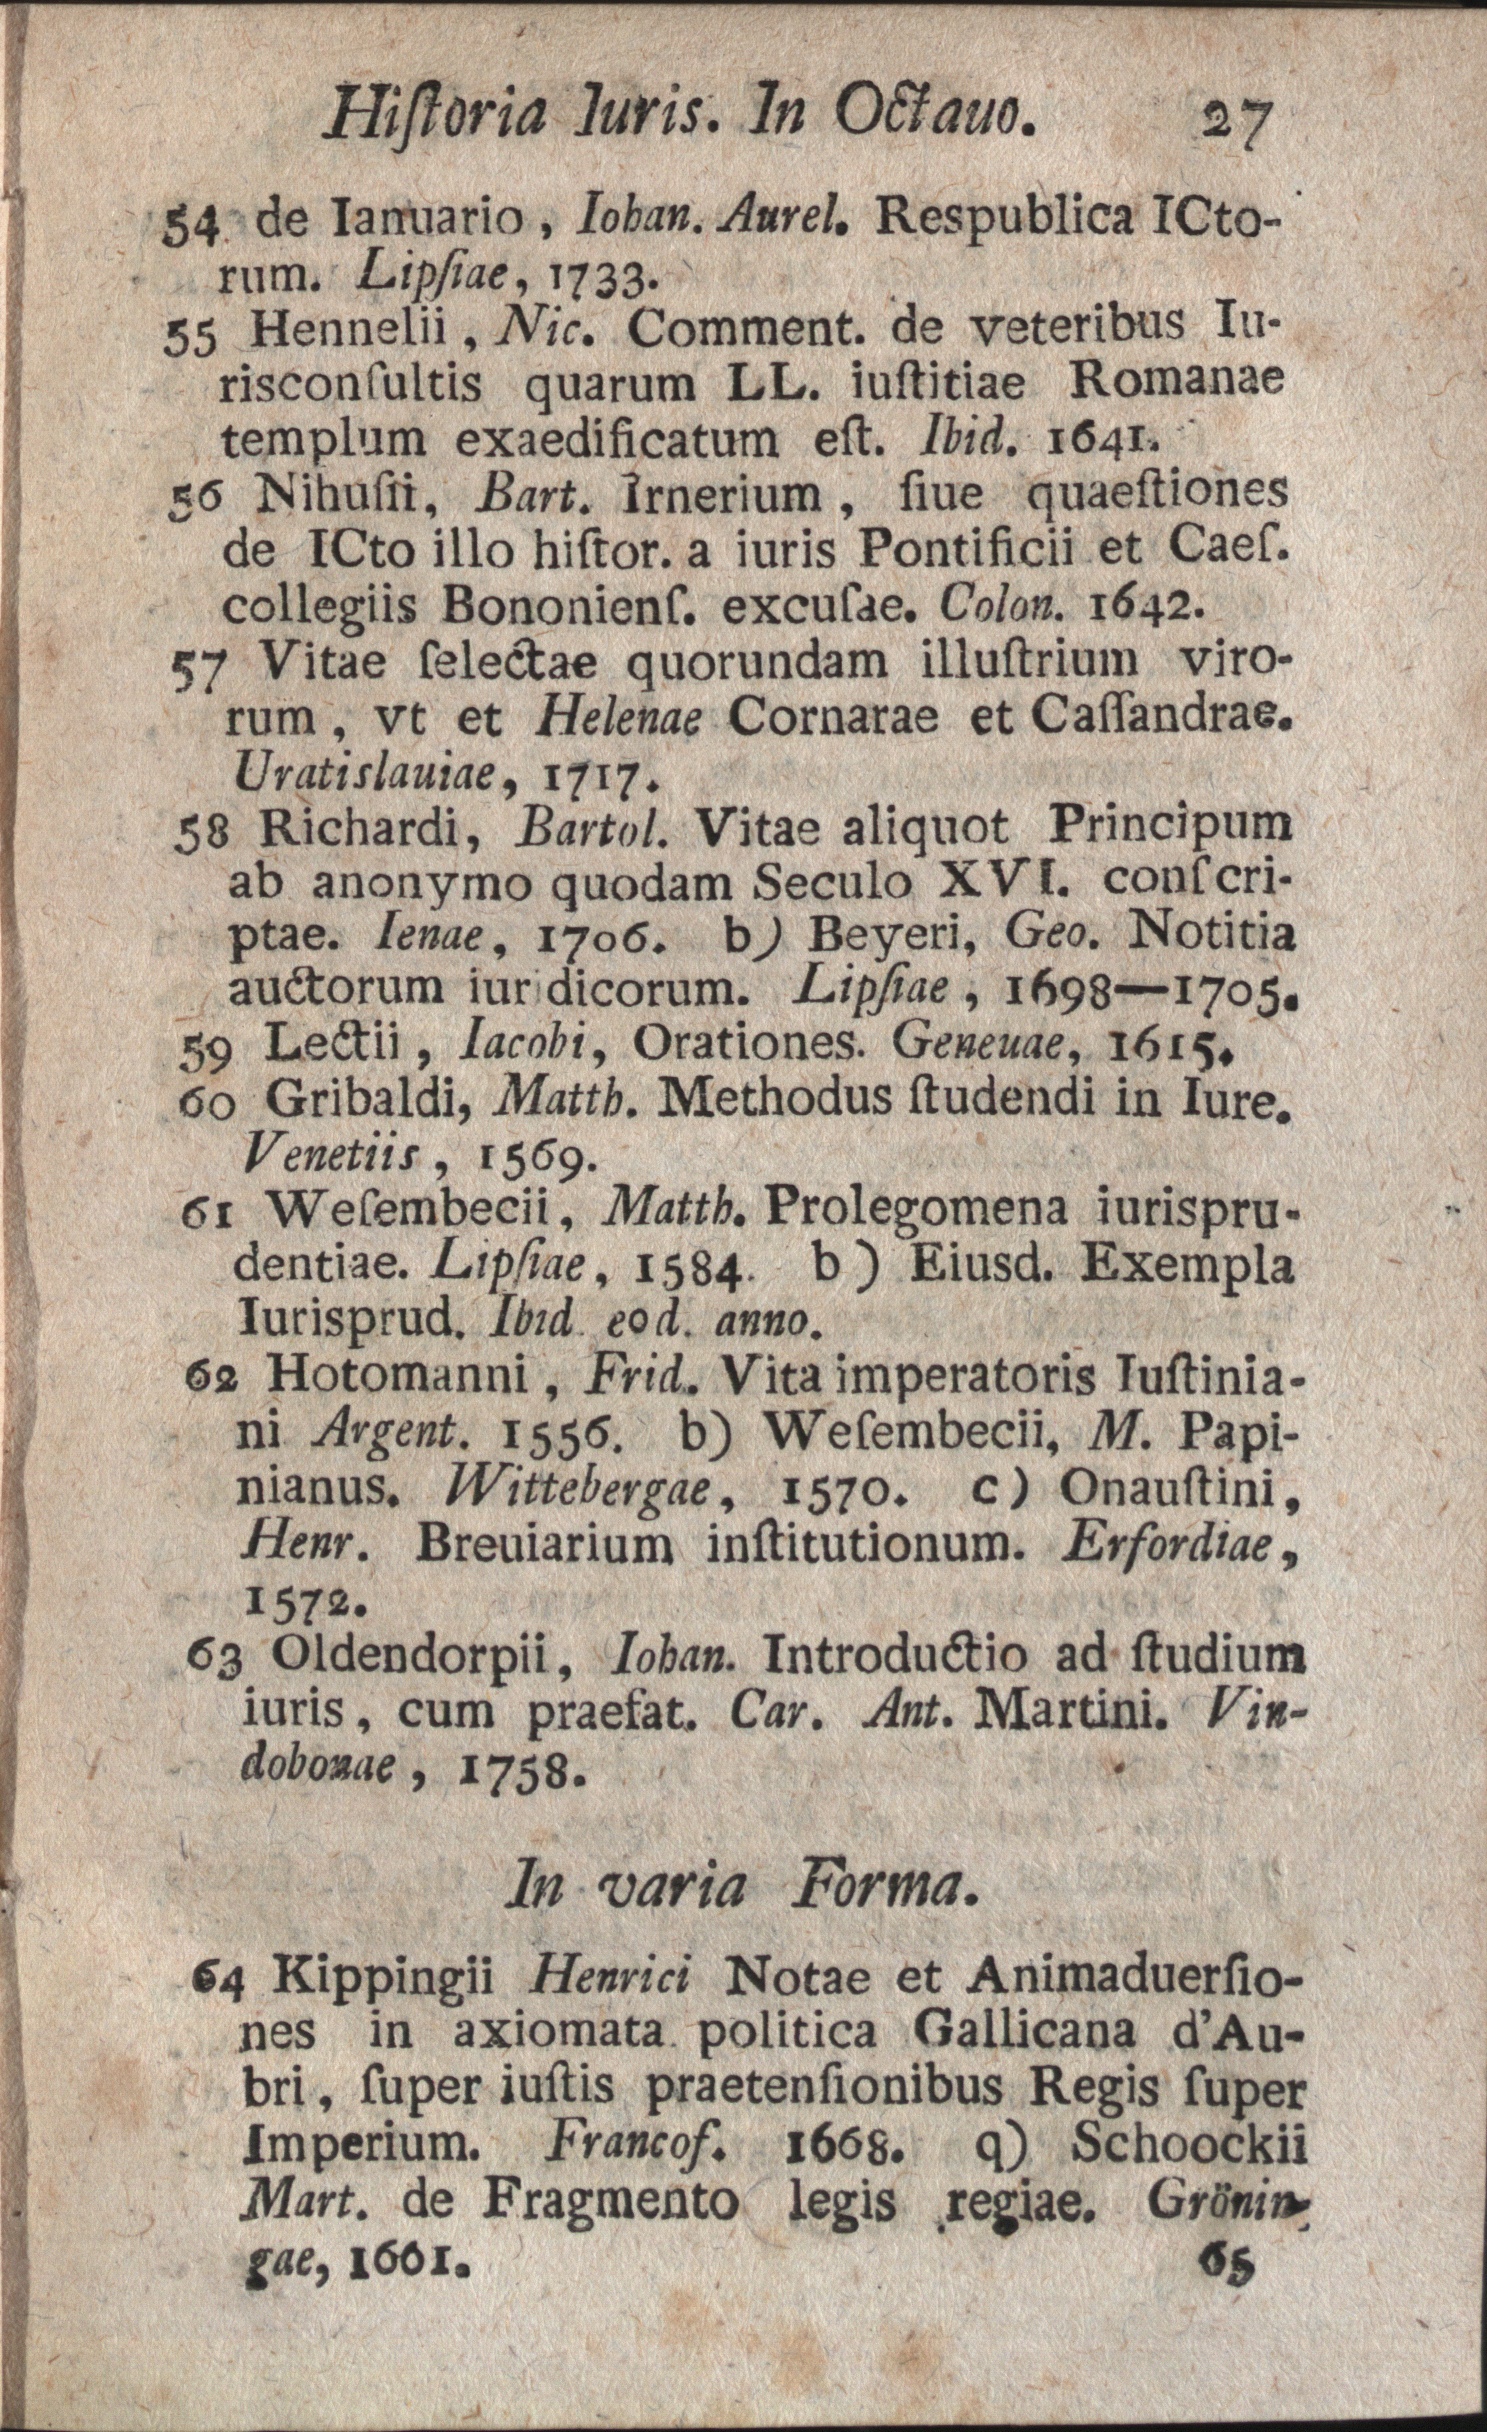 Hiſtoria Iuris. In Octauo. 27
54 de Ianuario, Iohan. Aurel. Respublica ICto-
rum. Lipſiae, 1733.
55 Hennelii, Nic. Comment. de veteribus Iu-
risconſultis quarum LL. iuſtitiae Romanae
templum exaedificatum eſt. Ibid. 1641.
56 Nihuſii, Bart. Irnerium, ſiue quaeſtiones
de ICto illo hiſtor. a iuris Pontificii et Caeſ.
collegiis Bononienſ. excuſae. Colon. 1642.
57 Vitae ſelectae quorundam illuſtrium viro-
rum, vt et Helenae Cornarae et Caſſandrae.
Uratislauiae, 1717.
58 Richardi, Bartol. Vitae aliquot Principum
ab anonymo quodam Seculo XVI. conſcri-
ptae. Ienae, 1706. b) Beyeri, Geo. Notitia
auctorum iuridicorum. Lipſiae, 1698—1705.
59 Lectii, Iacobi, Orationes. Geneuae, 1615.
60 Gribaldi, Matth. Methodus ſtudendi in Iure.
Venetiis, 1569.
61 Weſembecii, Matth. Prolegomena iurispru-
dentiae. Lipſiae, 1584. b) Eiusd. Exempla
Iurisprud. Ibid. eod. anno.
62 Hotomanni, Frid. Vita imperatoris Iuſtinia-
ni Argent. 1556. b) Weſembecii, M. Papi-
nianus. Wittebergae, 1570. c) Onauſtini,
Henr. Breuiarium inſtitutionum. Erfordiae,
1572.
63 Oldendorpii, Iohan. Introductio ad ſtudium
iuris, cum praefat. Car. Ant. Martini. Vin-
dobonae, 1758.
In varia Forma.
64 Kippingii Henrici Notae et Animaduerſio-
nes in axiomata politica Gallicana d'Au-
bri, ſuper iuſtis praetenſionibus Regis ſuper
Imperium. Francof. 1668. q) Schoockii
Mart. de Fragmento legis regiae. Grönin-
gae, 1661.
65